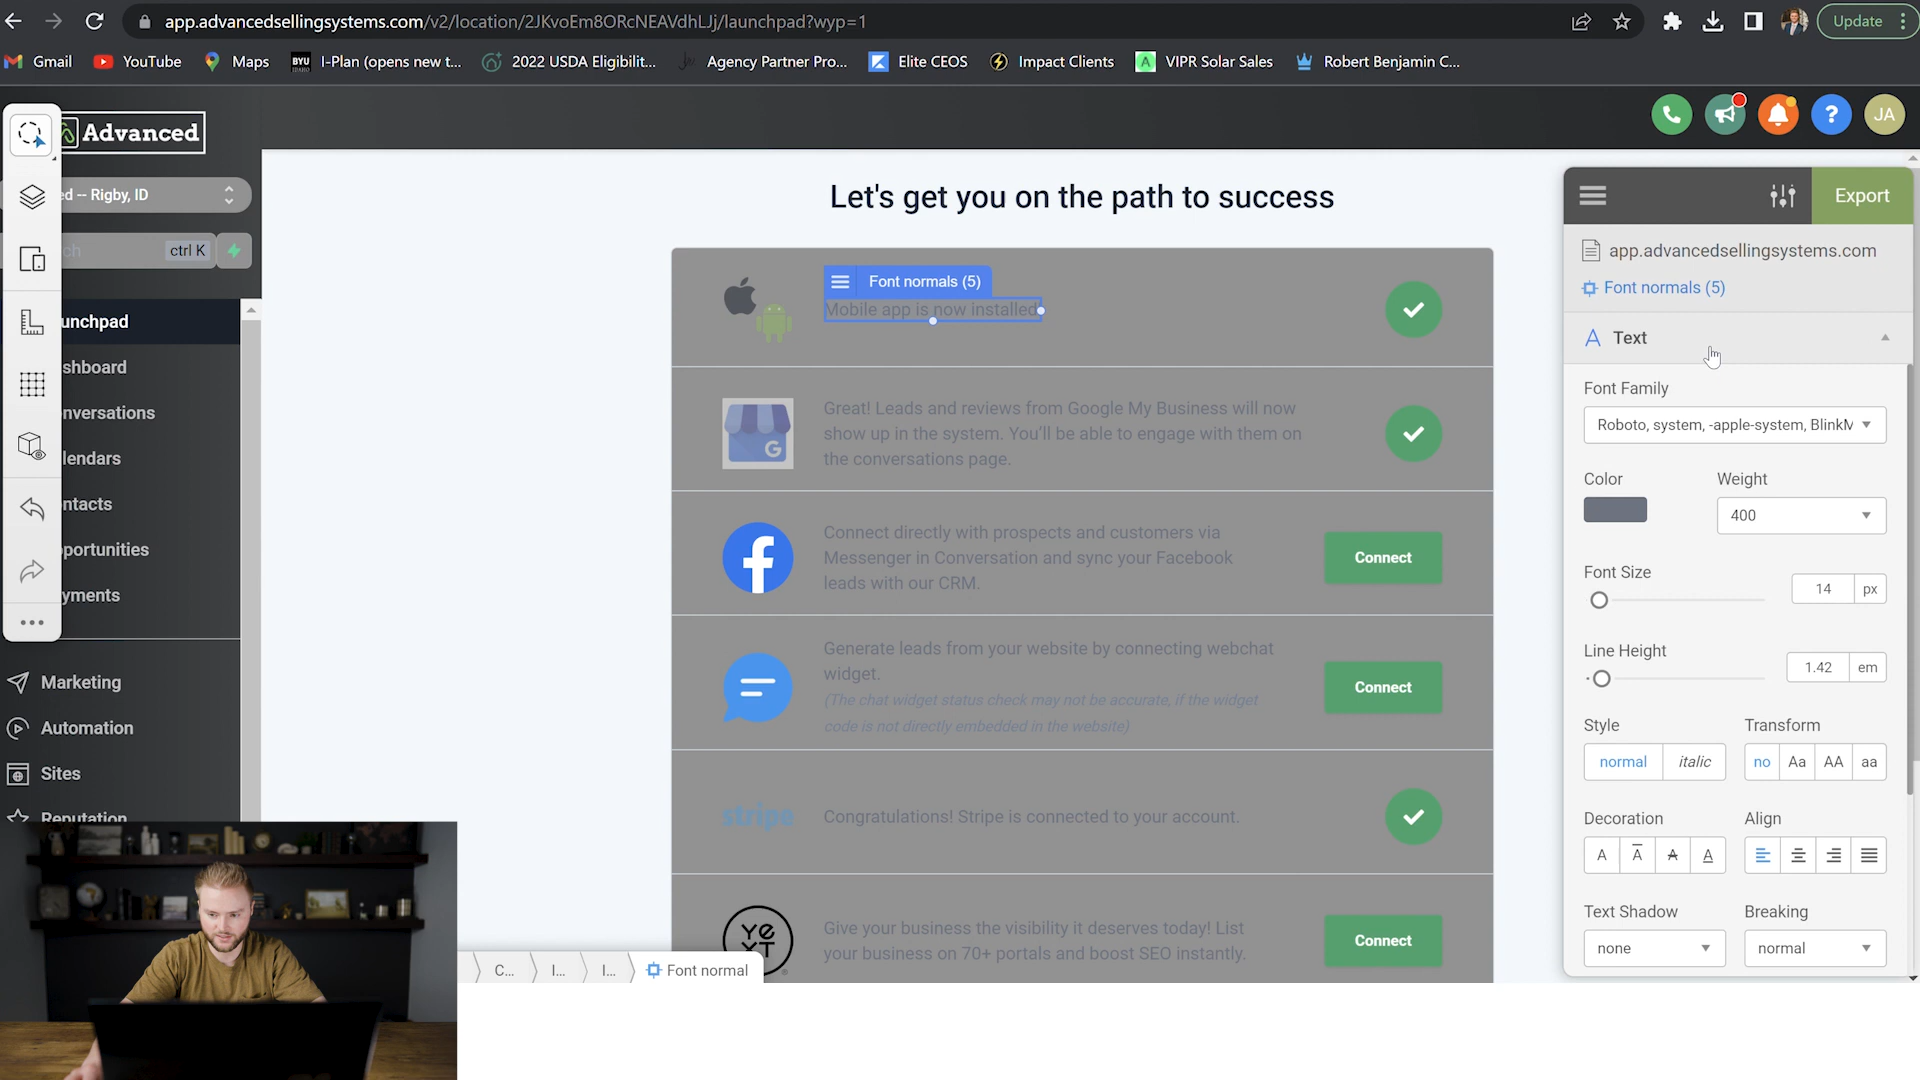 app.advancedsellingsystems.com/v2/location/2JKvoEm8ORcNEAVdhLJj/launchpad?wyp=1
Update
Gmail
YouTube
Maps
BYU
I-Plan (opens new t...
2022 USDA Eligibilit...
Agency Partner Pro...
Elite CEOS
Impact Clients
VIPR Solar Sales
Robert Benjamin C...
Advanced
JA
ed -- Rigby, ID
ch
ctrl K
unchpad
shboard
nversations
lendars
ntacts
portunities
yments
Marketing
Automation
Sites
Reputation
Let's get you on the path to success
Font normals (5)
Mobile app is now installed
Great! Leads and reviews from Google My Business will now
show up in the system. You'll be able to engage with them on
the conversations page.
Connect directly with prospects and customers via
Messenger in Conversation and sync your Facebook
leads with our CRM.
Connect
Generate leads from your website by connecting webchat
widget.
(The chat widget status check may not be accurate, if the widget
code is not directly embedded in the website)
Connect
stripe
Congratulations! Stripe is connected to your account.
yext
Give your business the visibility it deserves today! List
your business on 70+ portals and boost SEO instantly.
Connect
C...
I...
I...
Font normal
Export
app.advancedsellingsystems.com
Font normals (5)
Text
Font Family
Roboto, system, -apple-system, BlinkM
Color
Weight
400
Font Size
14
px
Line Height
1.42
em
Style
Transform
normal
italic
no
Aa
AA
aa
Decoration
Align
A
A
A
A
Text Shadow
Breaking
none
normal